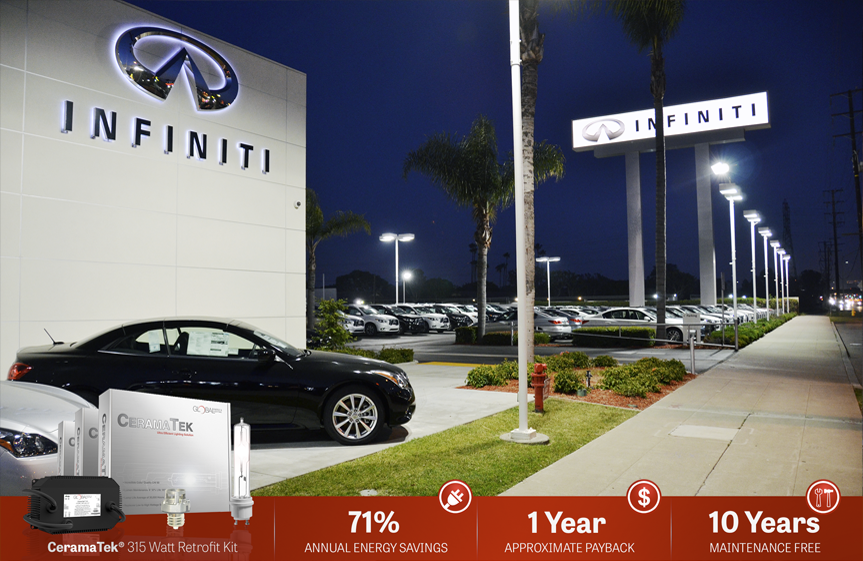 INFINITI
INFINITI
GLOBALTEK
CERAMATEK
CeramaTek® 315 Watt Retrofit Kit
71%
ANNUAL ENERGY SAVINGS
$
1 Year
APPROXIMATE PAYBACK
10 Years
MAINTENANCE FREE